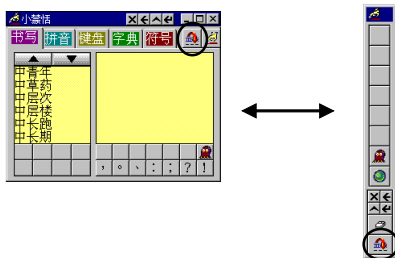 小禁恬
书写 拼音 键盘 字典 符号
中青年
中草药
中层次
中层楼
中长跑
中长期
, 。 、 : ; ? !